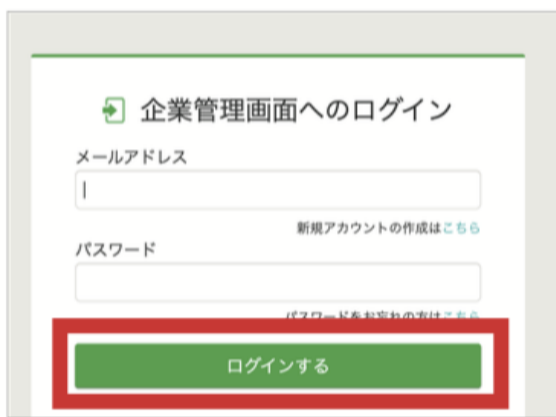 企業管理画面へのログイン
メールアドレス
新規アカウントの作成はこちら
パスワード
パスワードをお忘れの方はこちら
ログインする